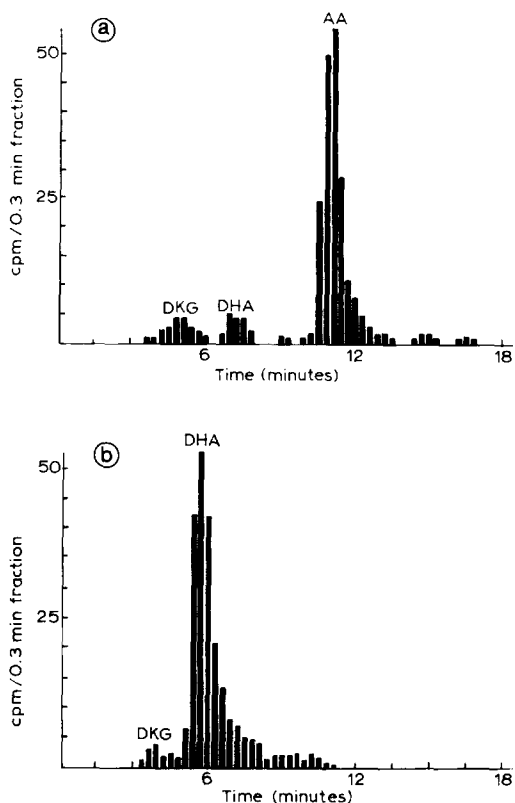 a
AA
50
25
cpm/0.3 min fraction
DKG
DHA
6
12
18
Time (minutes)
b
DHA
50
25
cpm/0.3 min fraction
DKG
6
12
18
Time (minutes)